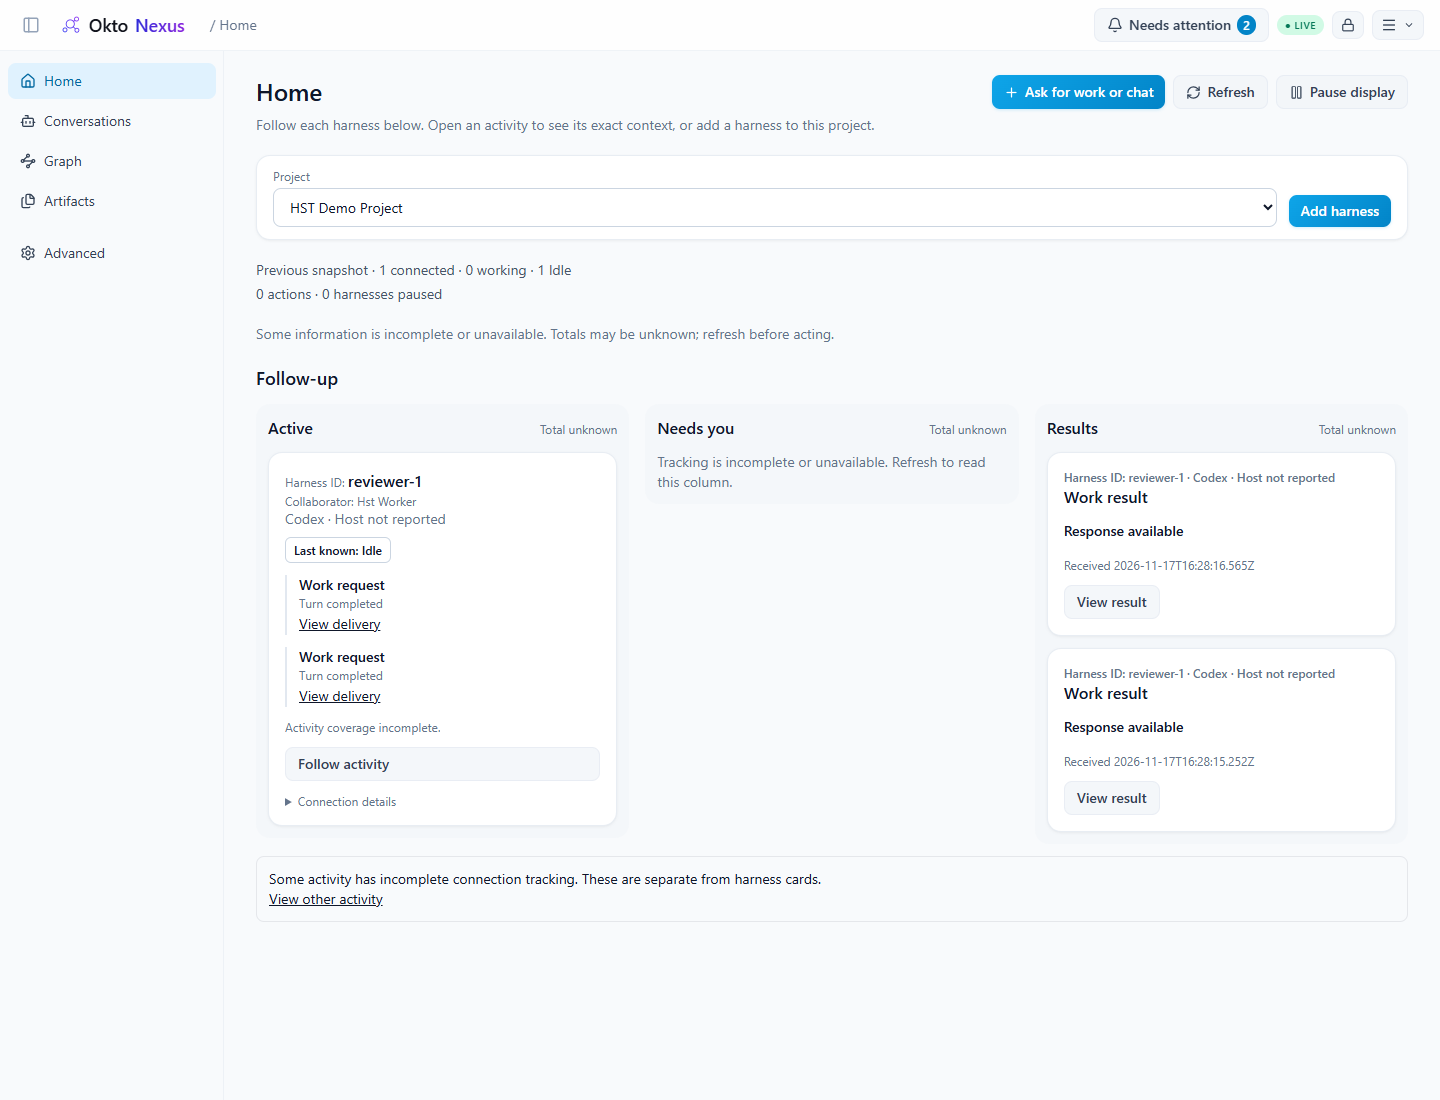 Okto Nexus
/ Home
Needs attention 2
LIVE
Home
Conversations
Graph
Artifacts
Advanced
Home
Ask for work or chat
Refresh
Pause display
Follow each harness below. Open an activity to see its exact context, or add a harness to this project.
Project
HST Demo Project
Add harness
Previous snapshot · 1 connected · 0 working · 1 Idle
0 actions · 0 harnesses paused
Some information is incomplete or unavailable. Totals may be unknown; refresh before acting.
Follow-up
Active
Total unknown
Harness ID: reviewer-1
Collaborator: Hst Worker
Codex · Host not reported
Last known: Idle
Work request
Turn completed
View delivery
Work request
Turn completed
View delivery
Activity coverage incomplete.
Follow activity
Connection details
Needs you
Total unknown
Tracking is incomplete or unavailable. Refresh to read
this column.
Results
Total unknown
Harness ID: reviewer-1 · Codex · Host not reported
Work result
Response available
Received 2026-11-17T16:28:16.565Z
View result
Harness ID: reviewer-1 · Codex · Host not reported
Work result
Response available
Received 2026-11-17T16:28:15.252Z
View result
Some activity has incomplete connection tracking. These are separate from harness cards.
View other activity